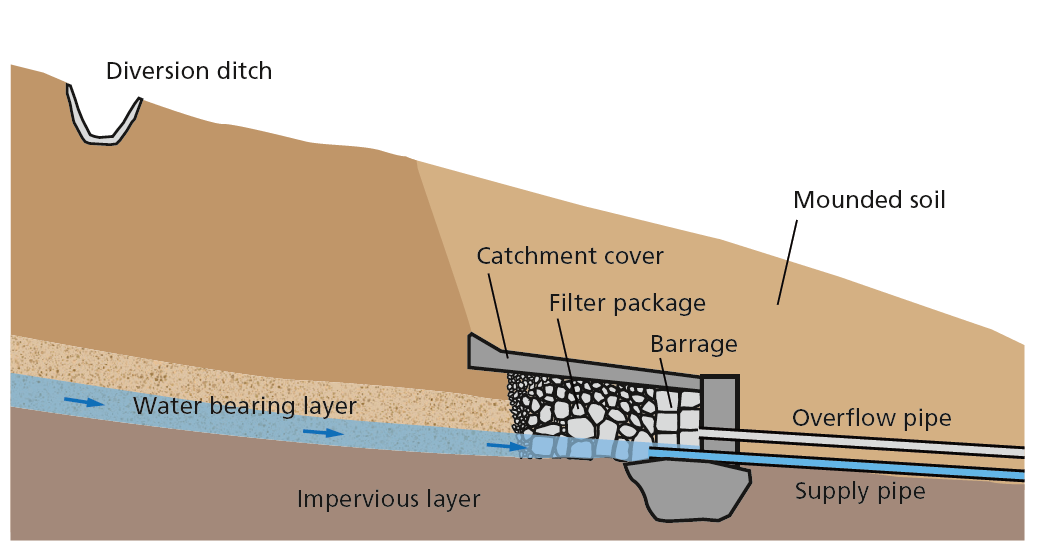 Diversion ditch
Mounded soil
Catchment cover
Filter package
Barrage
Water bearing layer
Overflow pipe
Impervious layer
Supply pipe